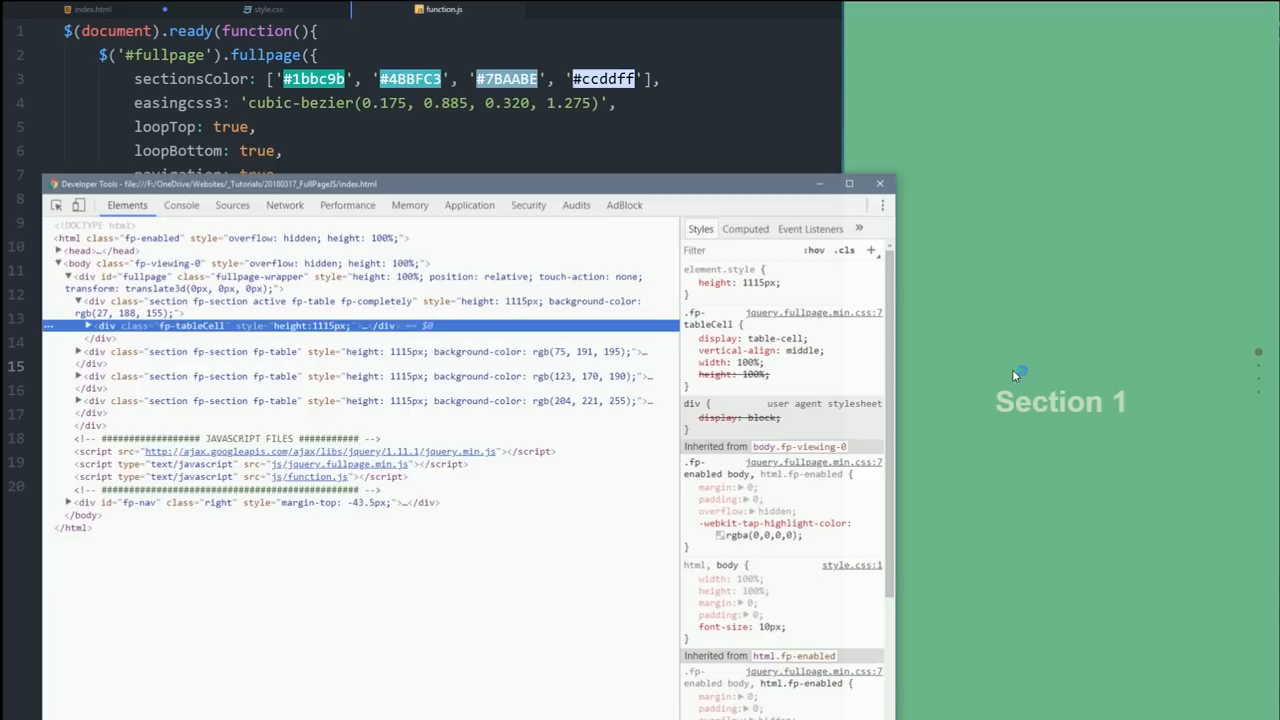 index.html
style.css
function.js
1 $(document).ready(function(){
2 $('#fullpage').fullpage({
3 sectionsColor: ['#1bbc9b', '#4BBFC3', '#7BAABE', '#ccddff'],
4 easingcss3: 'cubic-bezier(0.175, 0.885, 0.320, 1.275)',
5 loopTop: true,
6 loopBottom: true,
7 navigation: true,
8
9
10
11
12
13
14
15
16
17
18
19
20
Developer Tools - file:///F:/OneDrive/Websites/_Tutorials/20180317_FullPageJS/index.html
Elements Console Sources Network Performance Memory Application Security Audits AdBlock
<!DOCTYPE html>
<html class="fp-enabled" style="overflow: hidden; height: 100%;">
<head>…</head>
<body class="fp-viewing-0" style="overflow: hidden; height: 100%;">
<div id="fullpage" class="fullpage-wrapper" style="height: 100%; position: relative; touch-action: none;
transform: translate3d(0px, 0px, 0px);">
<div class="section fp-section active fp-table fp-completely" style="height: 1115px; background-color:
rgb(27, 188, 155);">
… <div class="fp-tableCell" style="height:1115px;">…</div> == $0
</div>
<div class="section fp-section fp-table" style="height: 1115px; background-color: rgb(75, 191, 195);">…
</div>
<div class="section fp-section fp-table" style="height: 1115px; background-color: rgb(123, 170, 190);">…
</div>
<div class="section fp-section fp-table" style="height: 1115px; background-color: rgb(204, 221, 255);">…
</div>
</div>
<!-- ################## JAVASCRIPT FILES ########### -->
<script src="http://ajax.googleapis.com/ajax/libs/jquery/1.11.1/jquery.min.js"></script>
<script type="text/javascript" src="js/jquery.fullpage.min.js"></script>
<script type="text/javascript" src="js/function.js"></script>
<!-- ########################################### -->
<div id="fp-nav" class="right" style="margin-top: -43.5px;">…</div>
</body>
</html>
Styles Computed Event Listeners »
Filter :hov .cls +
element.style {
height: 1115px;
}
.fp- jquery.fullpage.min.css:7
tableCell {
display: table-cell;
vertical-align: middle;
width: 100%;
height: 100%;
}
div { user agent stylesheet
display: block;
}
Inherited from body.fp-viewing-0
.fp- jquery.fullpage.min.css:7
enabled body, html.fp-enabled {
margin: 0;
padding: 0;
overflow: hidden;
-webkit-tap-highlight-color:
rgba(0,0,0,0);
}
html, body { style.css:1
width: 100%;
height: 100%;
margin: 0;
padding: 0;
font-size: 10px;
}
Inherited from html.fp-enabled
.fp- jquery.fullpage.min.css:7
enabled body, html.fp-enabled {
margin: 0;
padding: 0;
overflow: hidden;
Section 1